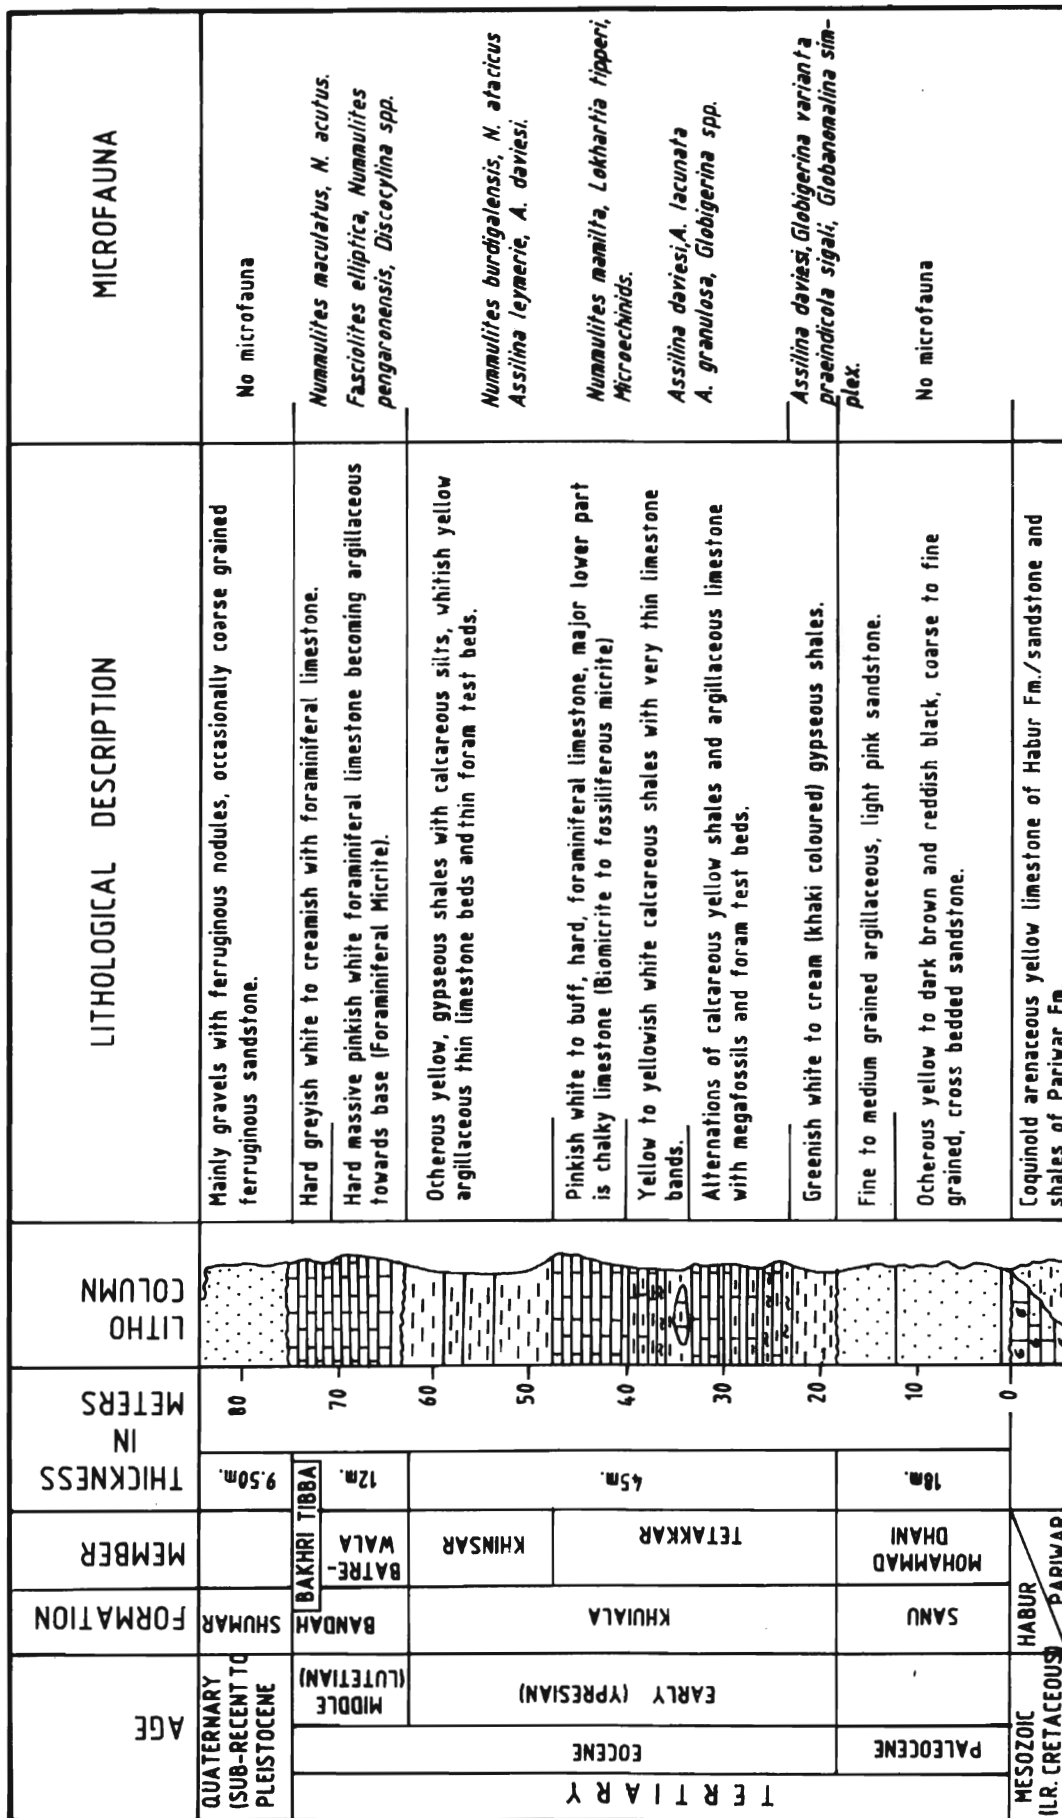 AGE
FORMATION
MEMBER
THICKNESS
IN
METERS
LITHO
COLUMN
LITHOLOGICAL DESCRIPTION
MICROFAUNA
QUATERNARY
(SUB-RECENT TO
PLEISTOCENE
SHUMAR
9.50m.
80
Mainly gravels with ferruginous nodules, occasionally coarse grained
ferruginous sandstone.
No microfauna
TERTIARY
EOCENE
MIDDLE
(LUTETIAN)
BANDAH
BAKHRI TIBBA
BATRE-
WALA
12m.
70
Hard greyish white to creamish with foraminiferal limestone.
Nummulites maculatus, N. acutus.
Hard massive pinkish white foraminiferal limestone becoming argillaceous
towards base (Foraminiferal Micrite).
Fasciolites elliptica, Nummulites
pengaronensis, Discocylina spp.
EARLY (YPRESIAN)
KHUIALA
KHINSAR
45m.
60
50
Ocherous yellow, gypseous shales with calcareous silts, whitish yellow
argillaceous thin limestone beds and thin foram test beds.
Nummulites burdigalensis, N. atacicus
Assilina leymerie, A. daviesi.
TETAKKAR
40
30
20
Pinkish white to buff, hard, foraminiferal limestone, major lower part
is chalky limestone (Biomicrite to fossiliferous micrite)
Nummulites mamilta, Lokhartia tipperi,
Microechinids.
Yellow to yellowish white calcareous shales with very thin limestone
bands.
Assilina daviesi, A. lacunata
A. granulosa, Globigerina spp.
Alternations of calcareous yellow shales and argillaceous limestone
with megafossils and foram test beds.
Greenish white to cream (khaki coloured) gypseous shales.
Assilina daviesi, Globigerina varianta
praeindicola sigali, Globanomalina sim-
plex.
PALEOCENE
SANU
MOHAMMAD
DHANI
18m.
10
0
Fine to medium grained argillaceous, light pink sandstone.
Ocherous yellow to dark brown and reddish black, coarse to fine
grained, cross bedded sandstone.
No microfauna
MESOZOIC
(LR. CRETACEOUS)
HABUR
PARIWAR
Coquinold arenaceous yellow limestone of Habur Fm./sandstone and
shales of Pariwar Fm